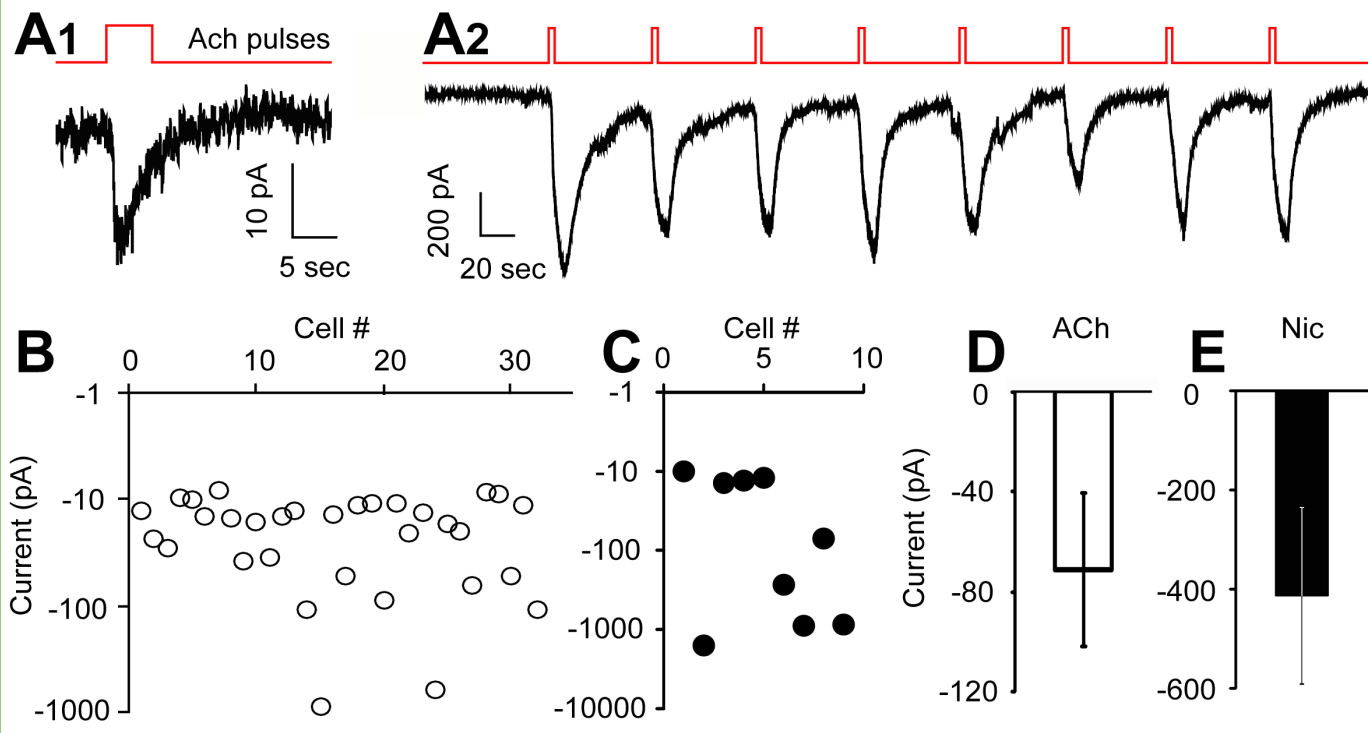 A1
Ach pulses
10 pA
5 sec
A2
200 pA
20 sec
B
Cell #
0 10 20 30
-1
-10
-100
-1000
Current (pA)
C
Cell #
0 5 10
-1
-10
-100
-1000
-10000
D
ACh
0
-40
-80
-120
Current (pA)
E
Nic
0
-200
-400
-600